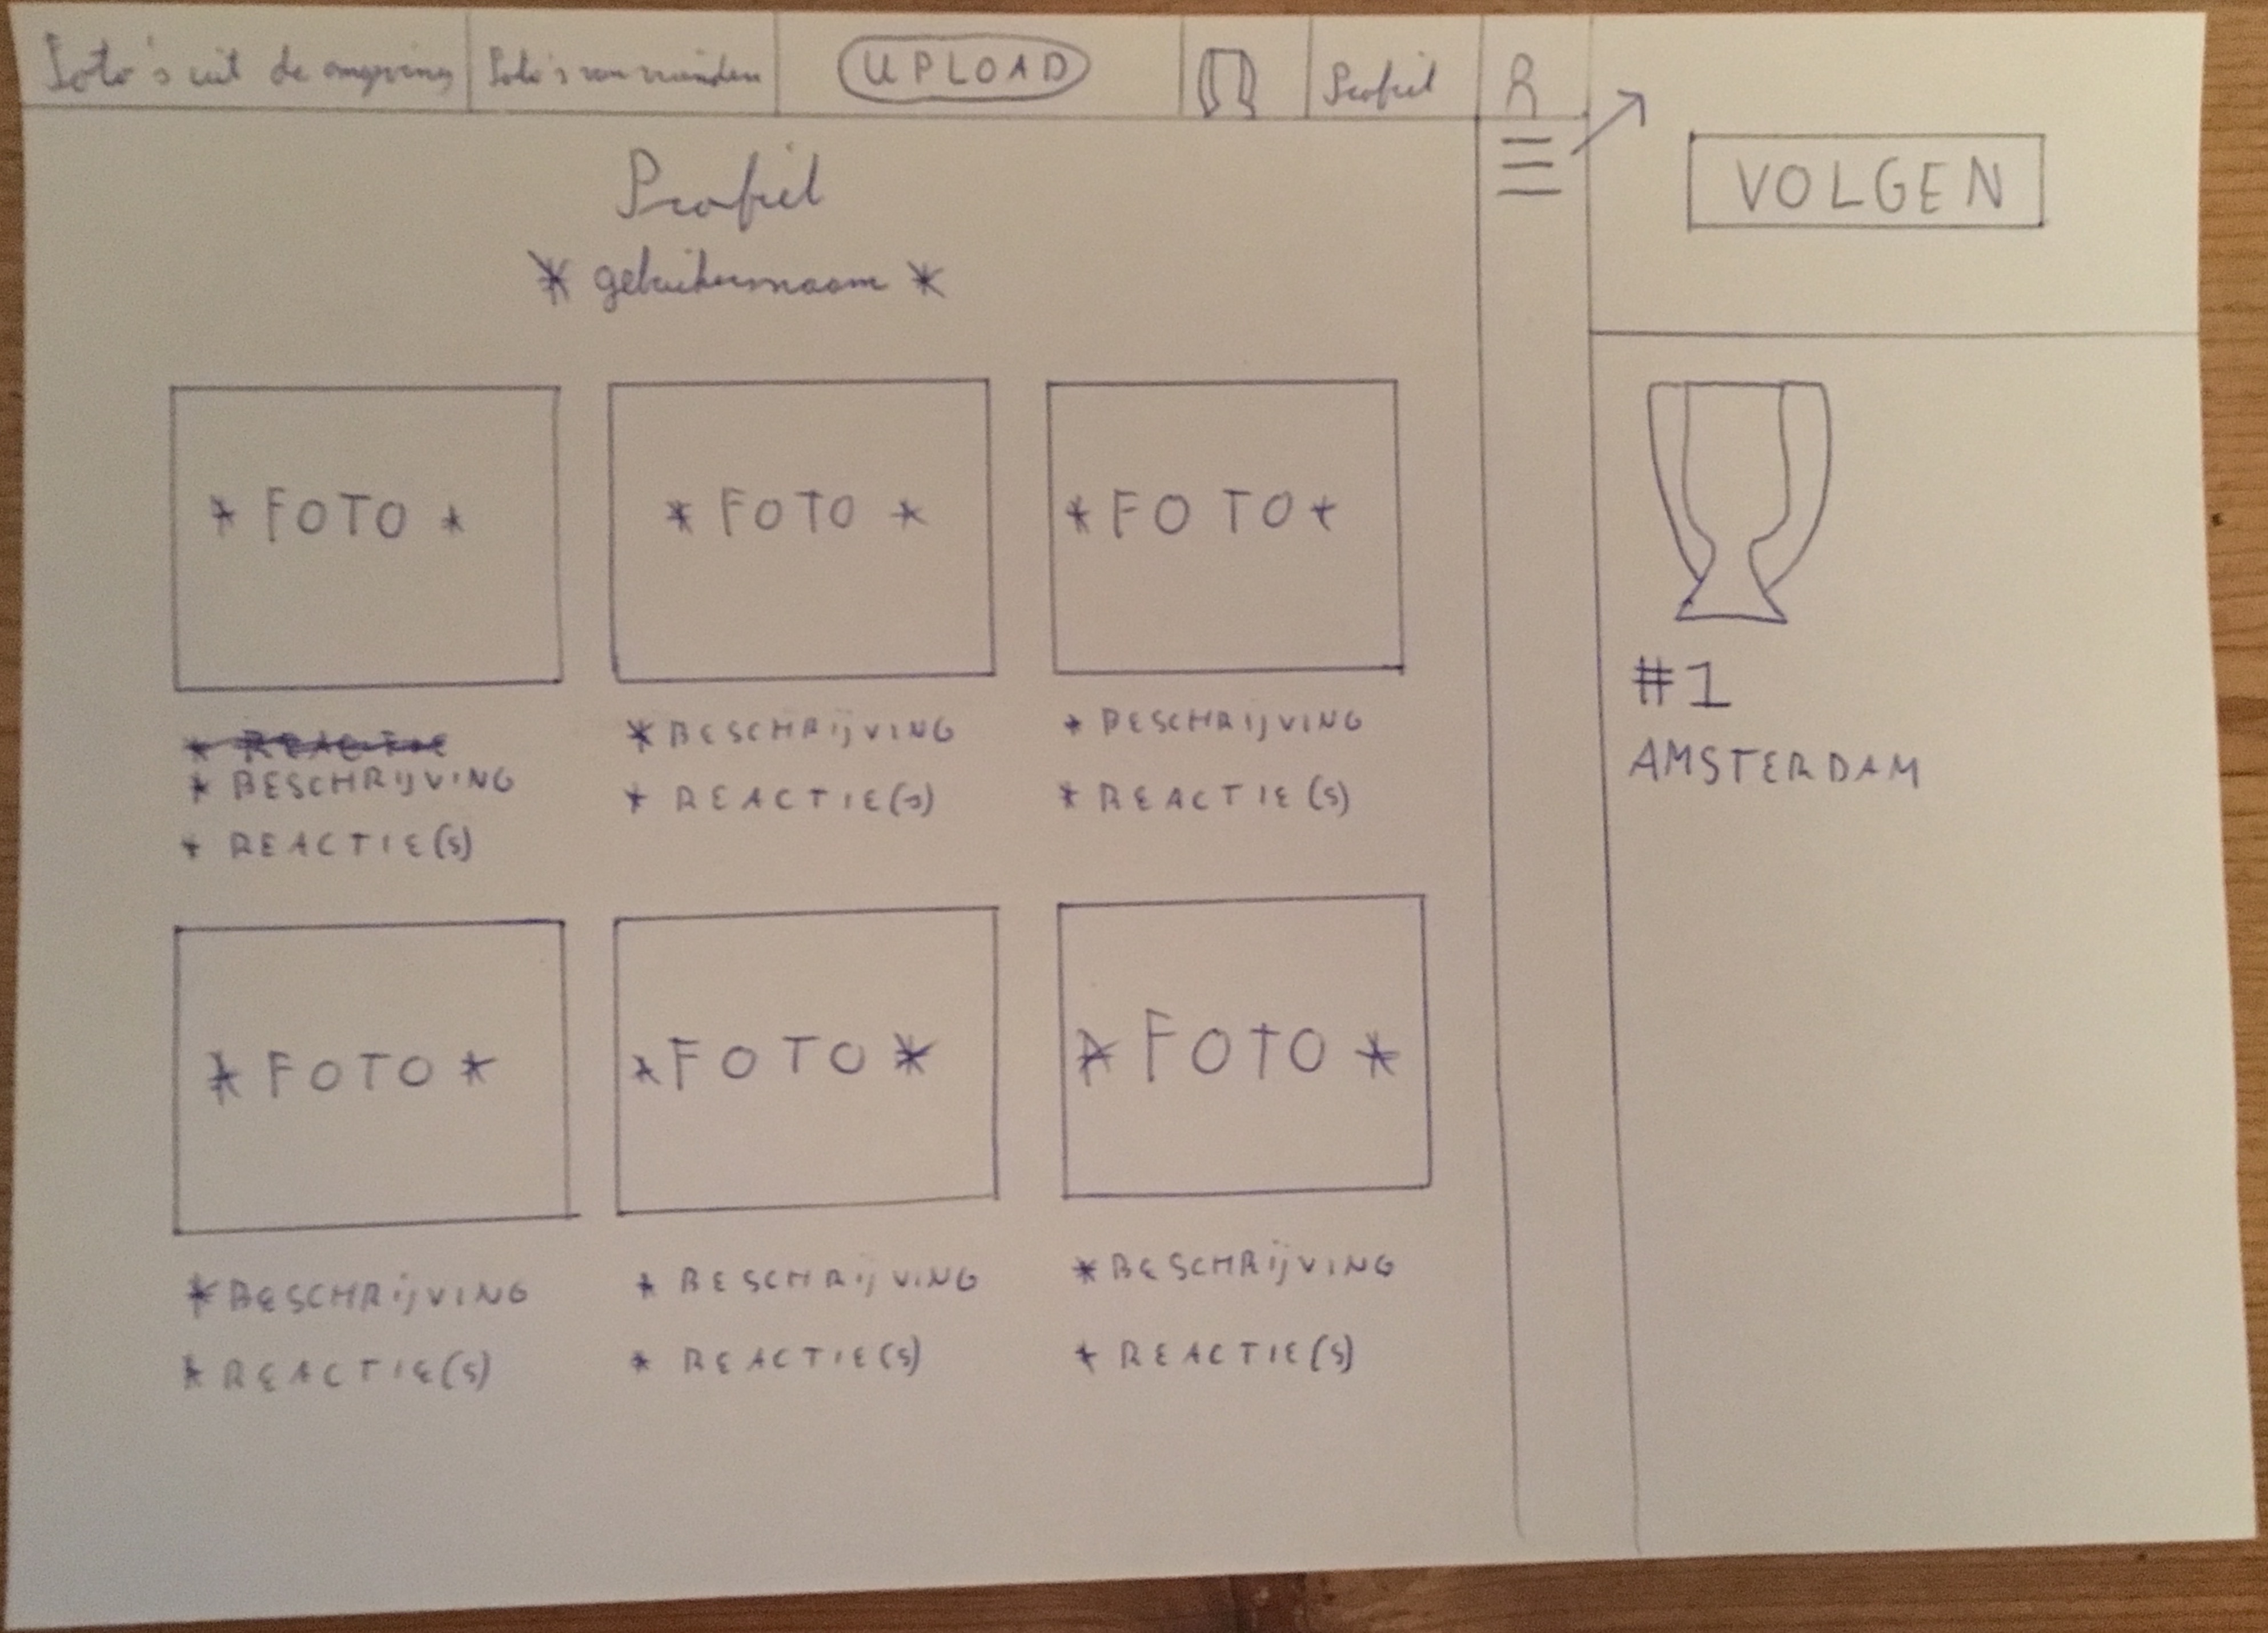 Foto's uit de omgeving Foto's van vrienden UPLOAD Profiel
Profiel
* gebruikersnaam *
VOLGEN
* FOTO * * FOTO * * FOTO *
* BESCHRIJVING * BESCHRIJVING * BESCHRIJVING
* REACTIE(S) * REACTIE(S) * REACTIE(S)
* FOTO * * FOTO * * FOTO *
* BESCHRIJVING * BESCHRIJVING * BESCHRIJVING
* REACTIE(S) * REACTIE(S) * REACTIE(S)
#1
AMSTERDAM